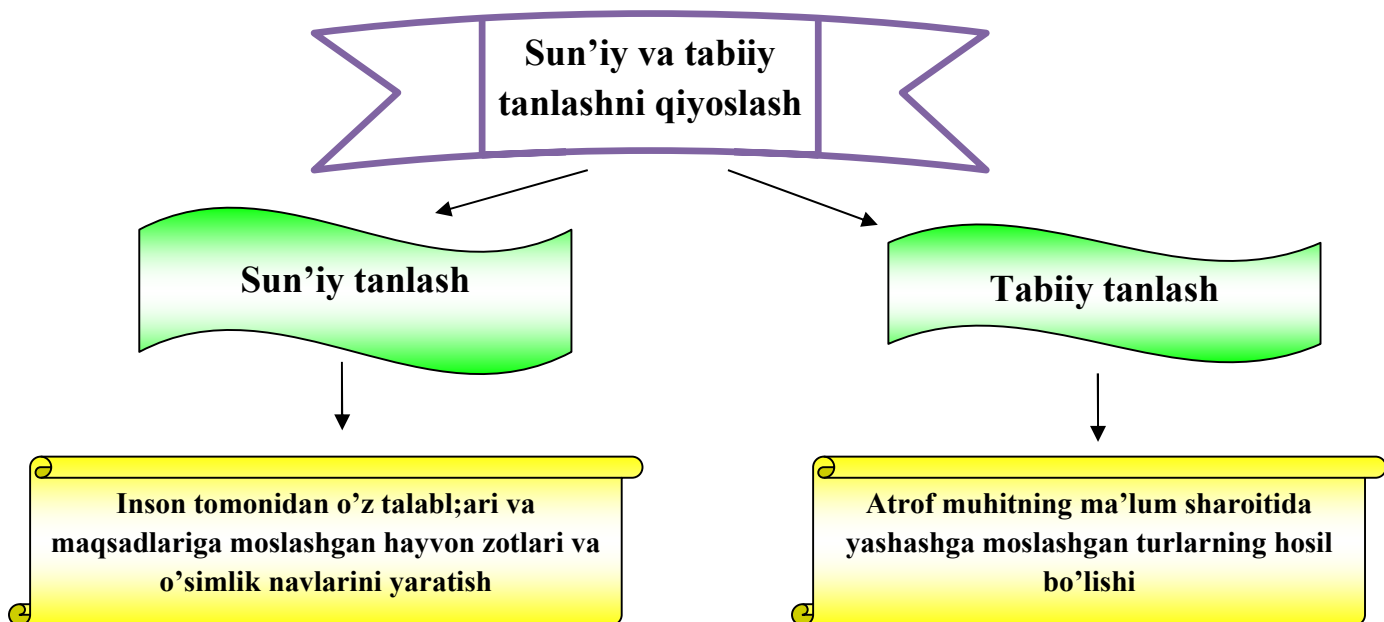 Sun’iy va tabiiy
tanlashni qiyoslash
Sun’iy tanlash
Tabiiy tanlash
Inson tomonidan o’z talabl;ari va
maqsadlariga moslashgan hayvon zotlari va
o’simlik navlarini yaratish
Atrof muhitning ma’lum sharoitida
yashashga moslashgan turlarning hosil
bo’lishi